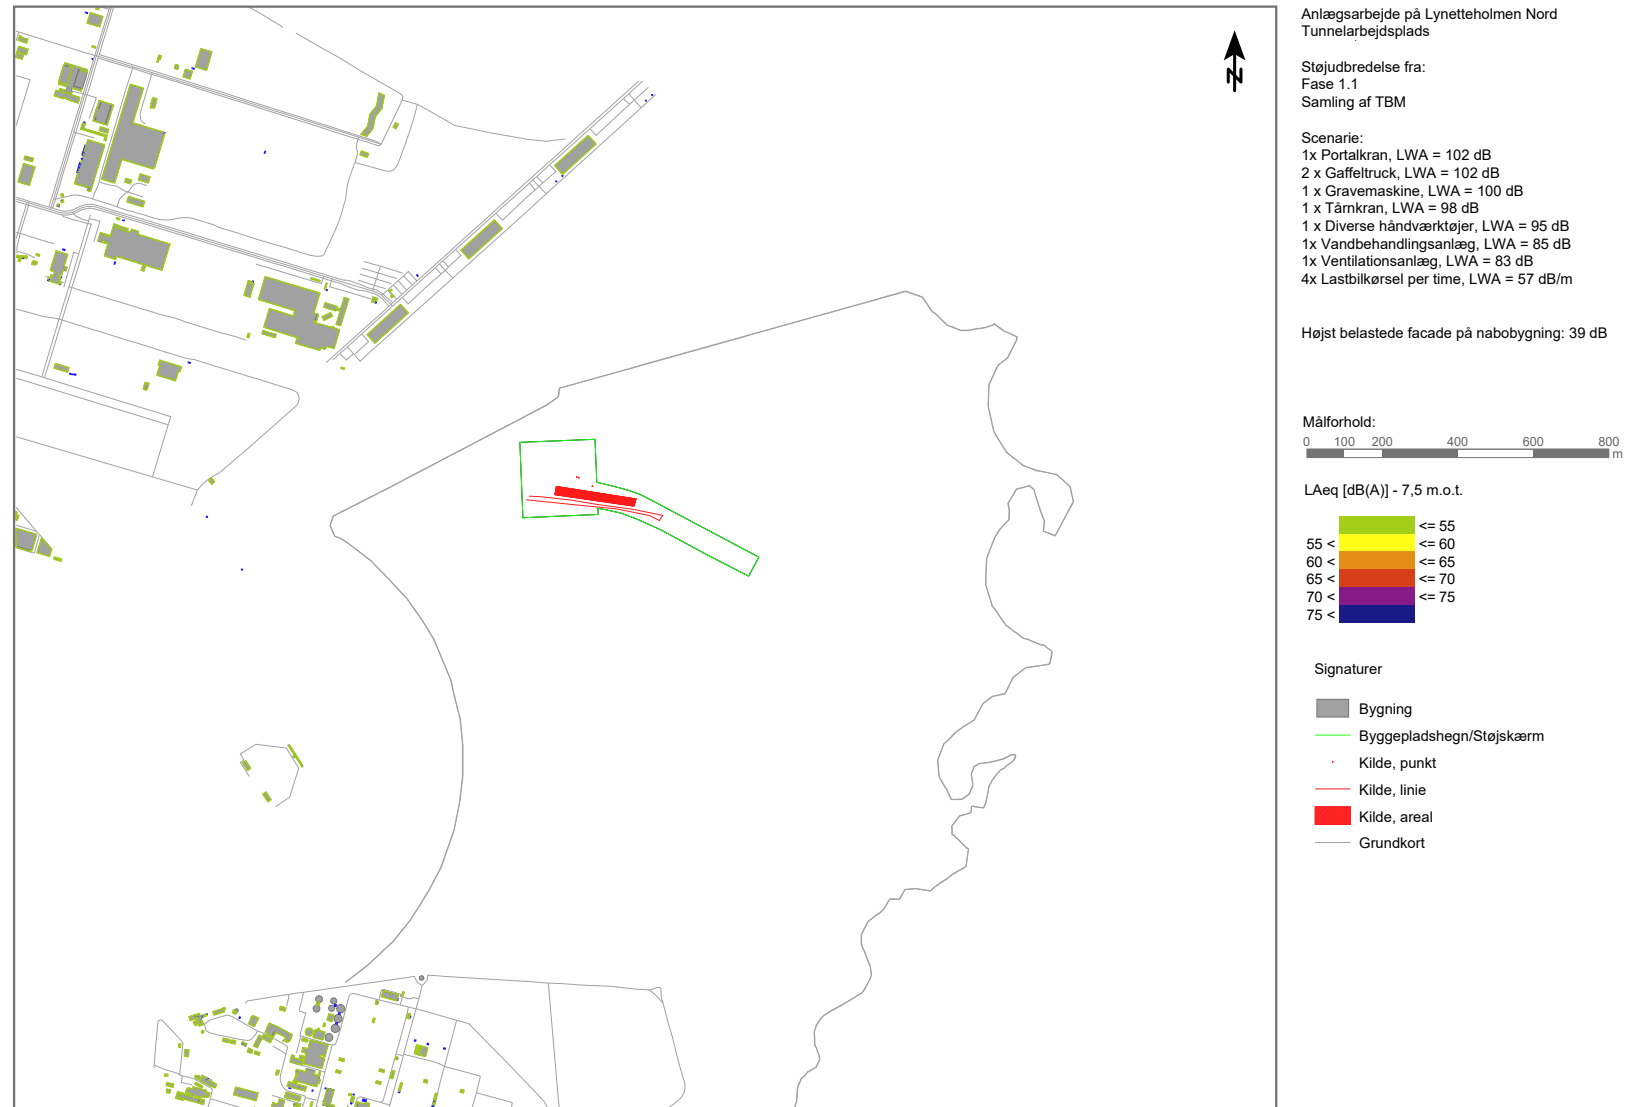 Anlægsarbejde på Lynetteholmen Nord
Tunnelarbejdsplads
Støjudbredelse fra:
Fase 1.1
Samling af TBM
Scenarie:
1x Portalkran, LWA = 102 dB
2 x Gaffeltruck, LWA = 102 dB
1 x Gravemaskine, LWA = 100 dB
1 x Tårnkran, LWA = 98 dB
1 x Diverse håndværktøjer, LWA = 95 dB
1x Vandbehandlingsanlæg, LWA = 85 dB
1x Ventilationsanlæg, LWA = 83 dB
4x Lastbilkørsel per time, LWA = 57 dB/m
Højst belastede facade på nabobygning: 39 dB
Målforhold:
0 100 200 400 600 800
m
LAeq [dB(A)] - 7,5 m.o.t.
<= 55
55 < <= 60
60 < <= 65
65 < <= 70
70 < <= 75
75 <
Signaturer
Bygning
Byggepladshegn/Støjskærm
Kilde, punkt
Kilde, linie
Kilde, areal
Grundkort
N